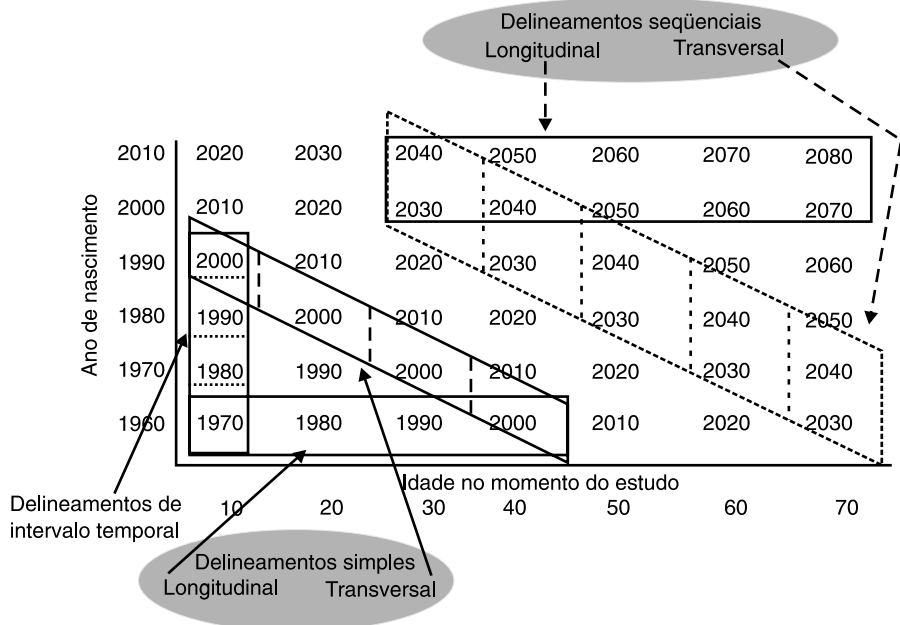 Delineamentos seqüenciais
Longitudinal Transversal
Ano de nascimento
2010 2020 2030 2040 2050 2060 2070 2080
2000 2010 2020 2030 2040 2050 2060 2070
1990 2000 2010 2020 2030 2040 2050 2060
1980 1990 2000 2010 2020 2030 2040 2050
1970 1980 1990 2000 2010 2020 2030 2040
1960 1970 1980 1990 2000 2010 2020 2030
Idade no momento do estudo
10 20 30 40 50 60 70
Delineamentos de
intervalo temporal
Delineamentos simples
Longitudinal Transversal